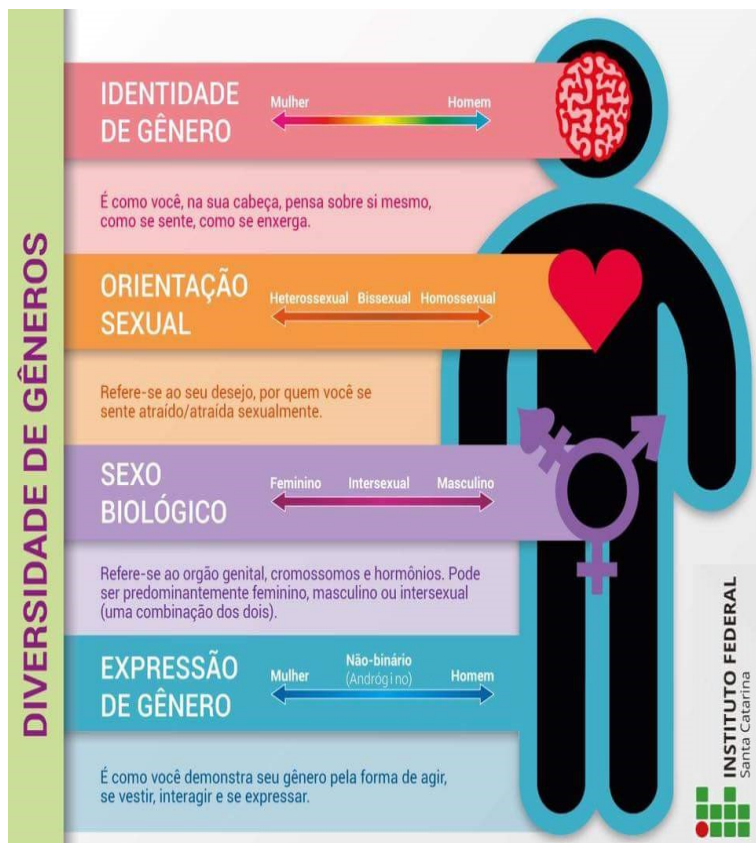 DIVERSIDADE DE GÊNEROS
IDENTIDADE
DE GÊNERO
Mulher Homem
É como você, na sua cabeça, pensa sobre si mesmo,
como se sente, como se enxerga.
ORIENTAÇÃO
SEXUAL
Heterossexual Bissexual Homossexual
Refere-se ao seu desejo, por quem você se
sente atraído/atraída sexualmente.
SEXO
BIOLÓGICO
Feminino Intersexual Masculino
Refere-se ao orgão genital, cromossomos e hormônios. Pode
ser predominantemente feminino, masculino ou intersexual
(uma combinação dos dois).
EXPRESSÃO
DE GÊNERO
Mulher Não-binário Homem
(Andrógino)
É como você demonstra seu gênero pela forma de agir,
se vestir, interagir e se expressar.
INSTITUTO FEDERAL
Santa Catarina